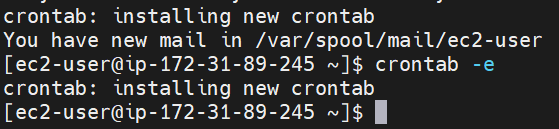 crontab: installing new crontab
You have new mail in /var/spool/mail/ec2-user
[ec2-user@ip-172-31-89-245 ~]$ crontab -e
crontab: installing new crontab
[ec2-user@ip-172-31-89-245 ~]$